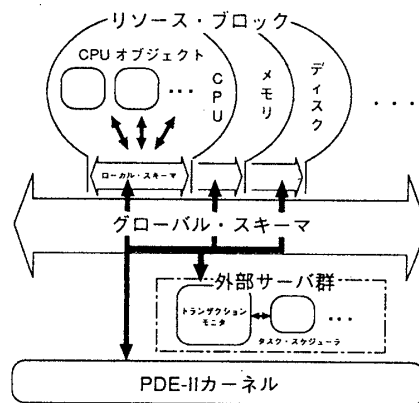 リソース・ブロック
CPU オブジェクト
・・・
CPU
メモリ
ディスク
・・・・
ローカル・スキーマ
グローバル・スキーマ
外部サーバ群
トランザクション
モニタ
・・・
タスク・スケジューラ
PDE-IIカーネル